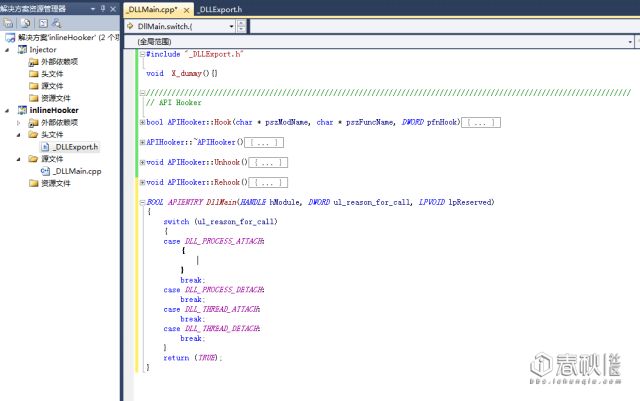 解决方案资源管理器
解决方案'inlineHooker' (2 个项
Injector
外部依赖项
头文件
源文件
资源文件
inlineHooker
外部依赖项
头文件
_DLLExport.h
源文件
_DLLMain.cpp
资源文件
_DLLMain.cpp*
_DLLExport.h
DllMain.switch.{
(全局范围)
#include "_DLLExport.h"
void X_dummy(){}
// API Hooker
bool APIHooker::Hook(char * pszModName, char * pszFuncName, DWORD pfnHook){ ... }
APIHooker::~APIHooker(){ ... }
void APIHooker::Unhook(){ ... }
void APIHooker::Rehook(){ ... }
BOOL APIENTRY DllMain(HANDLE hModule, DWORD ul_reason_for_call, LPVOID lpReserved)
{
switch (ul_reason_for_call)
{
case DLL_PROCESS_ATTACH:
{
}
break;
case DLL_PROCESS_DETACH:
break;
case DLL_THREAD_ATTACH:
break;
case DLL_THREAD_DETACH:
break;
}
return (TRUE);
}
春秋社区
bbs.ichunqiu.com